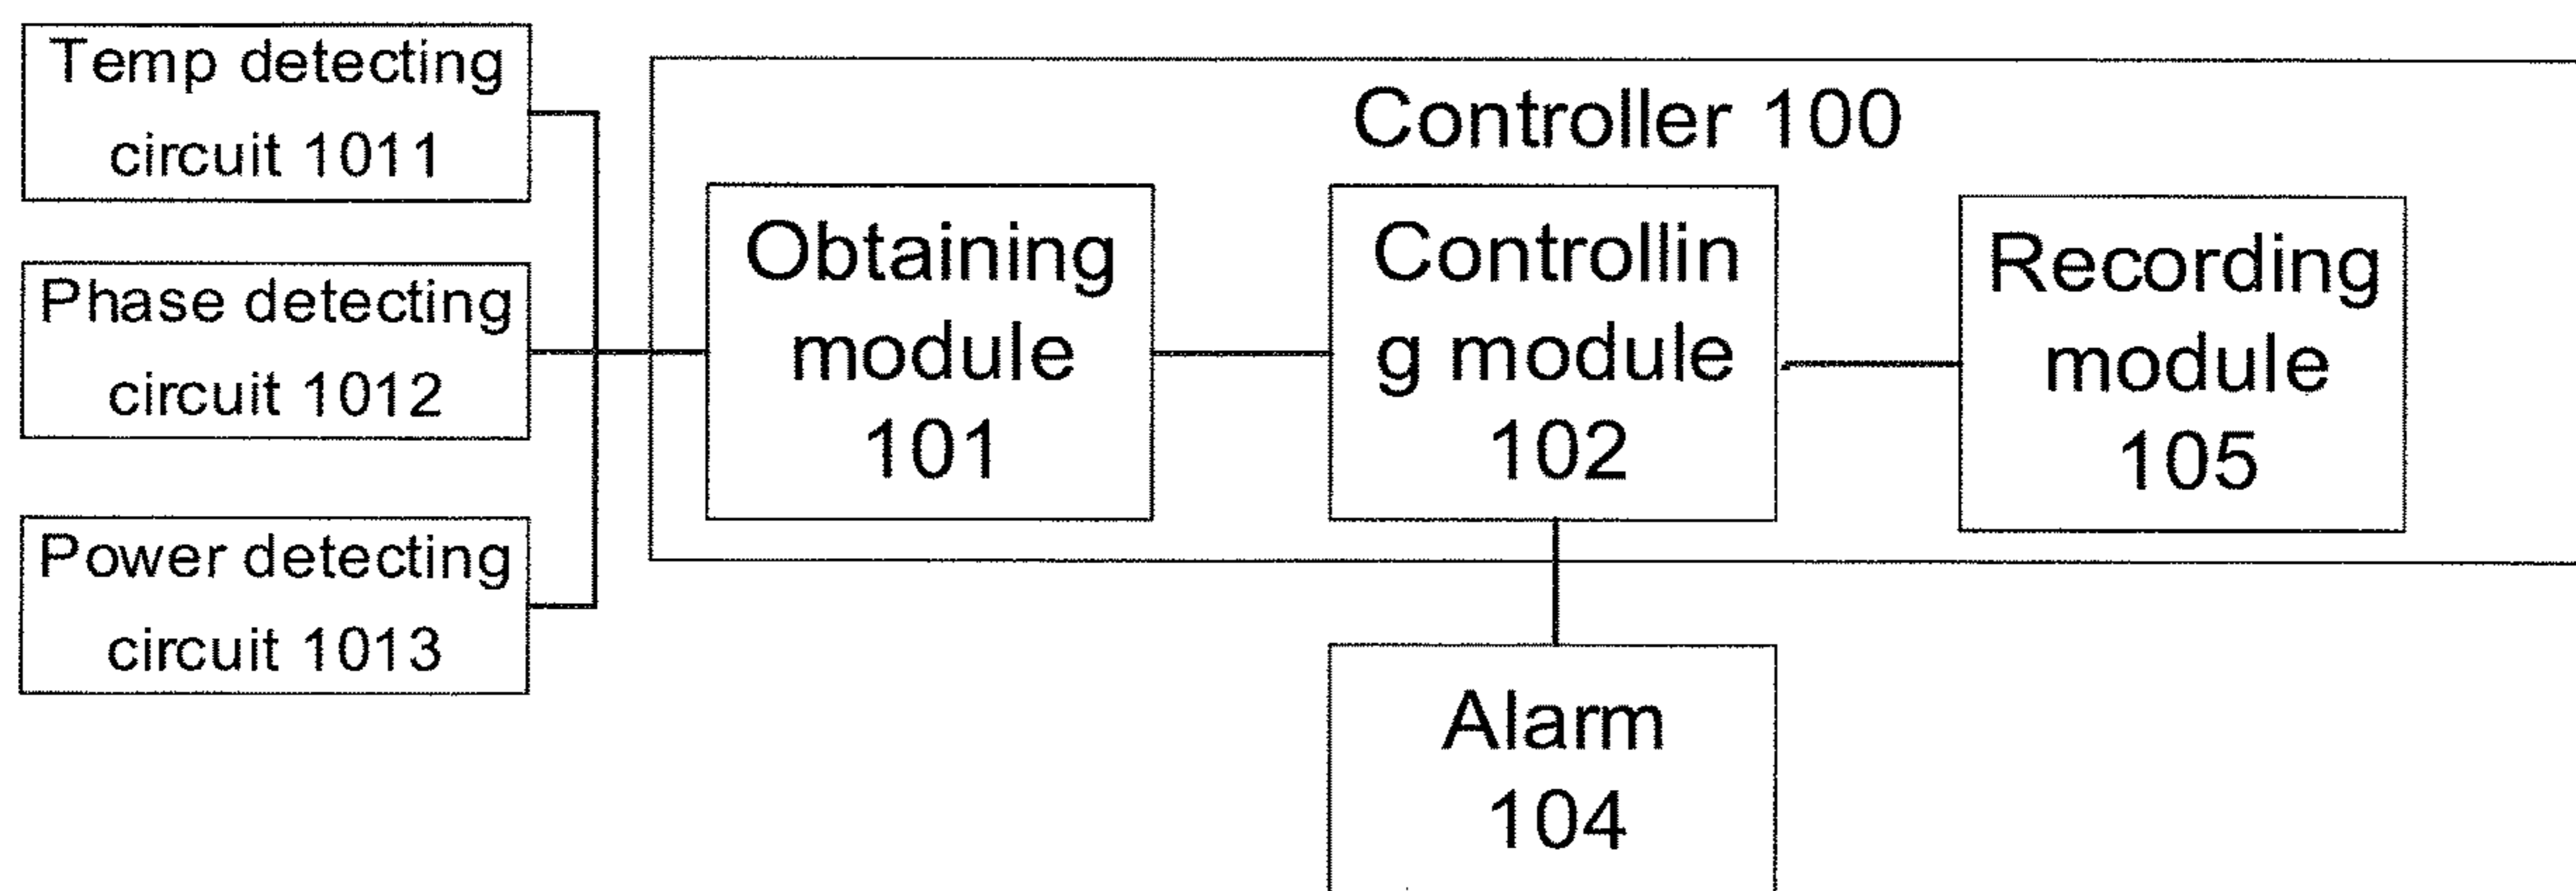 Temp detecting
circuit 1011
Phase detecting
circuit 1012
Power detecting
circuit 1013
Controller 100
Obtaining
module
101
Controllin
g module
102
Recording
module
105
Alarm
104